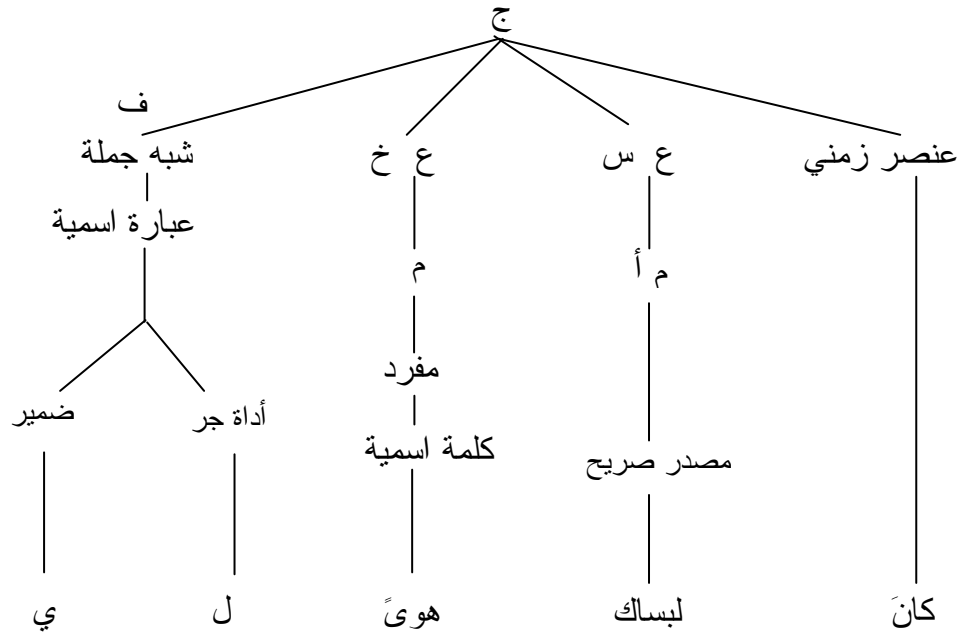 ج
ف
عنصر زمني ع س ع خ شبه جملة
عبارة اسمية
م أ م
مفرد
أداة جر ضمير
كلمة اسمية
مصدر صريح
كانَ لبساك هوىً ل ي